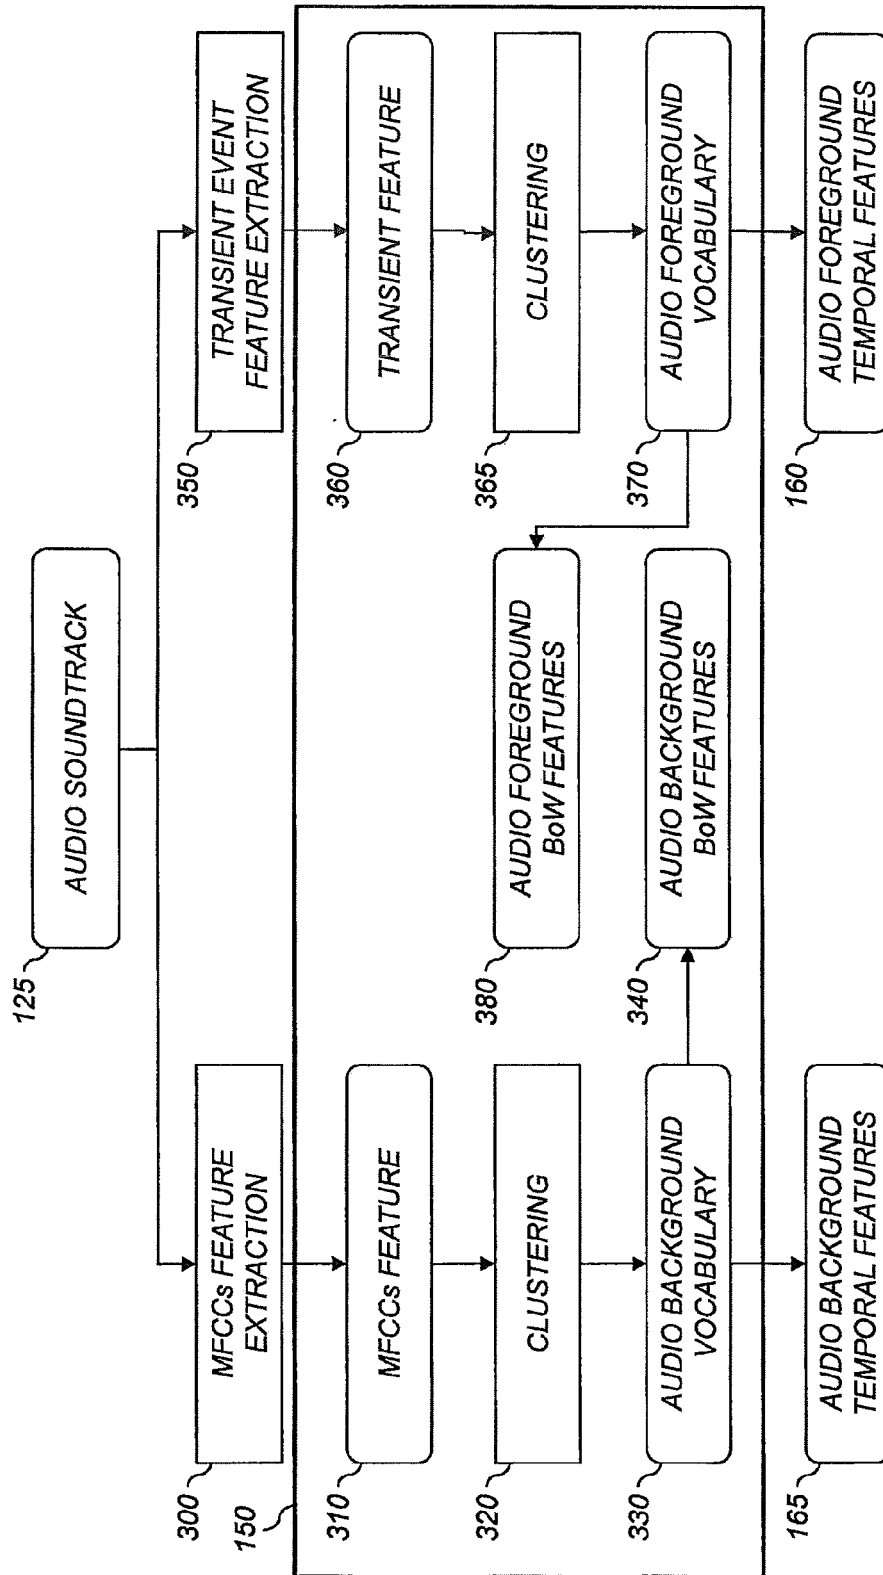 125
AUDIO SOUNDTRACK
300
MFCCs FEATURE
EXTRACTION
350
TRANSIENT EVENT
FEATURE EXTRACTION
150
310
MFCCs FEATURE
360
TRANSIENT FEATURE
320
CLUSTERING
380
AUDIO FOREGROUND
BoW FEATURES
365
CLUSTERING
330
AUDIO BACKGROUND
VOCABULARY
340
AUDIO BACKGROUND
BoW FEATURES
370
AUDIO FOREGROUND
VOCABULARY
165
AUDIO BACKGROUND
TEMPORAL FEATURES
160
AUDIO FOREGROUND
TEMPORAL FEATURES